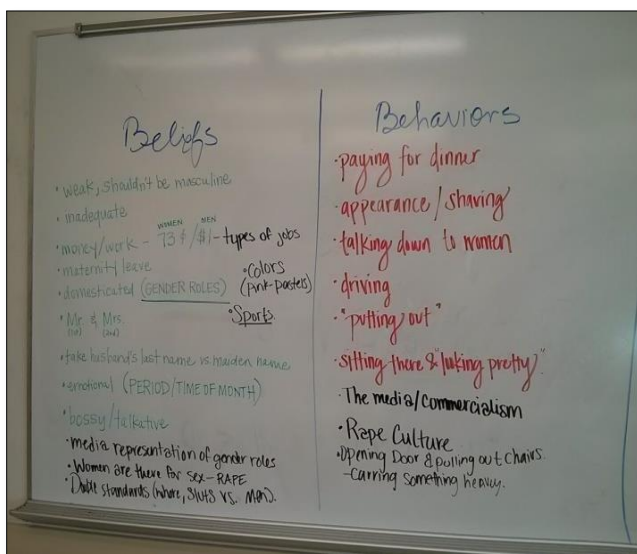 Beliefs
• weak, shouldn't be masculine
• inadequate
WOMEN MEN
• money/work - 73¢/$1 - types of jobs
• maternity leave
• Colors
• domesticated (GENDER ROLES) (pink-pastels)
• Mr. & Mrs.
(1st) (2nd)
• Sports
• take husband's last name vs. maiden name
• emotional (PERIOD/TIME OF MONTH)
• bossy/talkative
• media representation of gender roles
• Women are there for sex - RAPE
• Double standards (whore, sluts vs. Men).
Behaviors
• paying for dinner
• appearance/shaving
• talking down to women
• driving
• "putting out"
• sitting there & "looking pretty"
• The media/commercialism
• Rape Culture
• Opening Door & pulling out chairs.
- Carring something heavy.